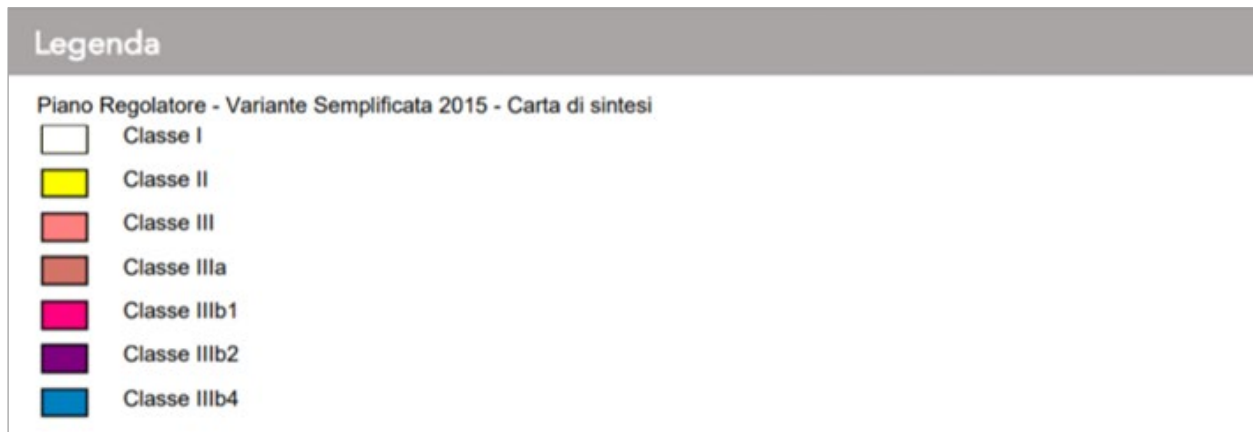 Legenda
Piano Regolatore - Variante Semplificata 2015 - Carta di sintesi
Classe I
Classe II
Classe III
Classe IIIa
Classe IIIb1
Classe IIIb2
Classe IIIb4